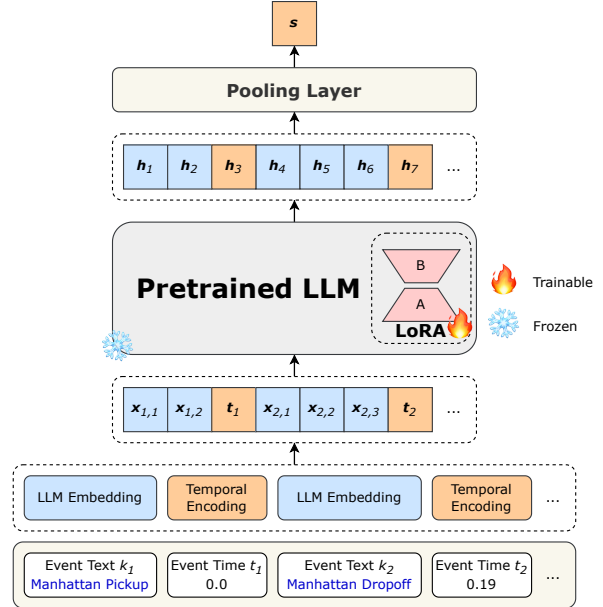 s
Pooling Layer
h1 h2 h3 h4 h5 h6 h7 ...
Pretrained LLM
B
A
LoRA
Trainable
Frozen
x1,1 x1,2 t1 x2,1 x2,2 x2,3 t2 ...
LLM Embedding Temporal Encoding LLM Embedding Temporal Encoding ...
Event Text k1 Event Time t1 Event Text k2 Event Time t2 ...
Manhattan Pickup 0.0 Manhattan Dropoff 0.19